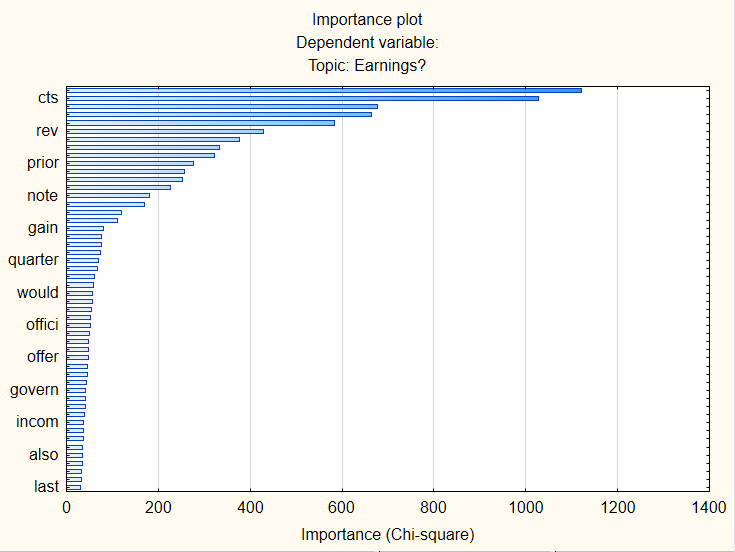 Importance plot
Dependent variable:
Topic: Earnings?
cts
rev
prior
note
gain
quarter
would
offici
offer
govern
incom
also
last
0 200 400 600 800 1000 1200 1400
Importance (Chi-square)